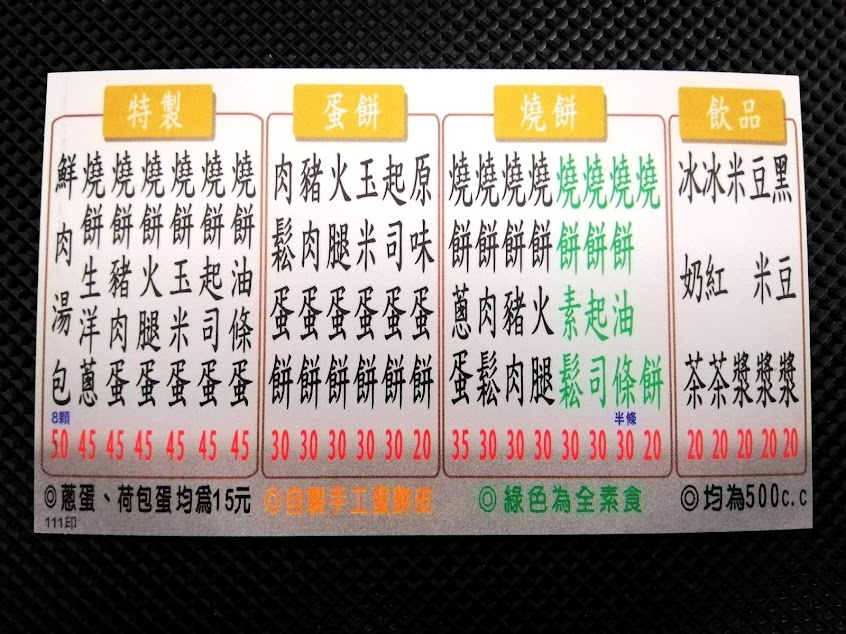 飲品
黑豆漿 20
豆米漿 20
米漿 20
冰紅茶 20
冰奶茶 20
◎均為500c.c
燒餅
燒餅 20
燒餅油條 半條 30
燒餅起司 30
燒餅素鬆 30
燒餅火腿 30
燒餅豬肉 30
燒餅肉鬆 30
燒餅蔥蛋 35
◎綠色為全素食
蛋餅
原味蛋餅 20
起司蛋餅 30
玉米蛋餅 30
火腿蛋餅 30
豬肉蛋餅 30
肉鬆蛋餅 30
◎自製手工蛋餅皮
特製
燒餅油條蛋 45
燒餅起司蛋 45
燒餅玉米蛋 45
燒餅火腿蛋 45
燒餅豬肉蛋 45
燒餅生洋蔥 45
鮮肉湯包 8顆 50
◎蔥蛋、荷包蛋均為15元
111印